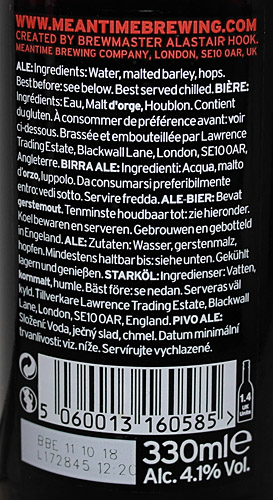 WWW.MEANTIMEBREWING.COM
CREATED BY BREWMASTER ALASTAIR HOOK.
MEANTIME BREWING COMPANY, LONDON, SE10 0AR, UK
ALE: Ingredients: Water, malted barley, hops.
Best before: see below. Best served chilled. BIÈRE:
Ingrédients: Eau, Malt d'orge, Houblon. Contient
du gluten. À consommer de préférence avant: voir
ci-dessous. Brassée et embouteillée par Lawrence
Trading Estate, Blackwall Lane, London, SE10 0AR,
Angleterre. BIRRA ALE: Ingredienti: Acqua, malto
d'orzo, luppolo. Da consumarsi preferibilmente
entro: vedi sotto. Servire fredda. ALE-BIER: Bevat
gerstemout. Tenminste houdbaar tot: zie hieronder.
Koel bewaren en serveren. Gebrouwen en gebotteld
in Engeland. ALE: Zutaten: Wasser, gerstenmalz,
hopfen. Mindestens haltbar bis: siehe unten. Gekühlt
lagern und genießen. STARKÖL: Ingredienser: Vatten,
Kornmalt, humle. Bäst före: se nedan. Serveras väl
kyld. Tillverkare Lawrence Trading Estate, Blackwall
Lane, London, SE10 0AR, England. PIVO ALE:
Složení: Voda, ječný slad, chmel. Datum minimální
trvanlivosti: viz. níže. Servírujte vychlazené.
1.4
UK
Units
5 060013 160585 >
BBE 11 10 18
L172845 12:20
330ml e
Alc. 4.1% Vol.